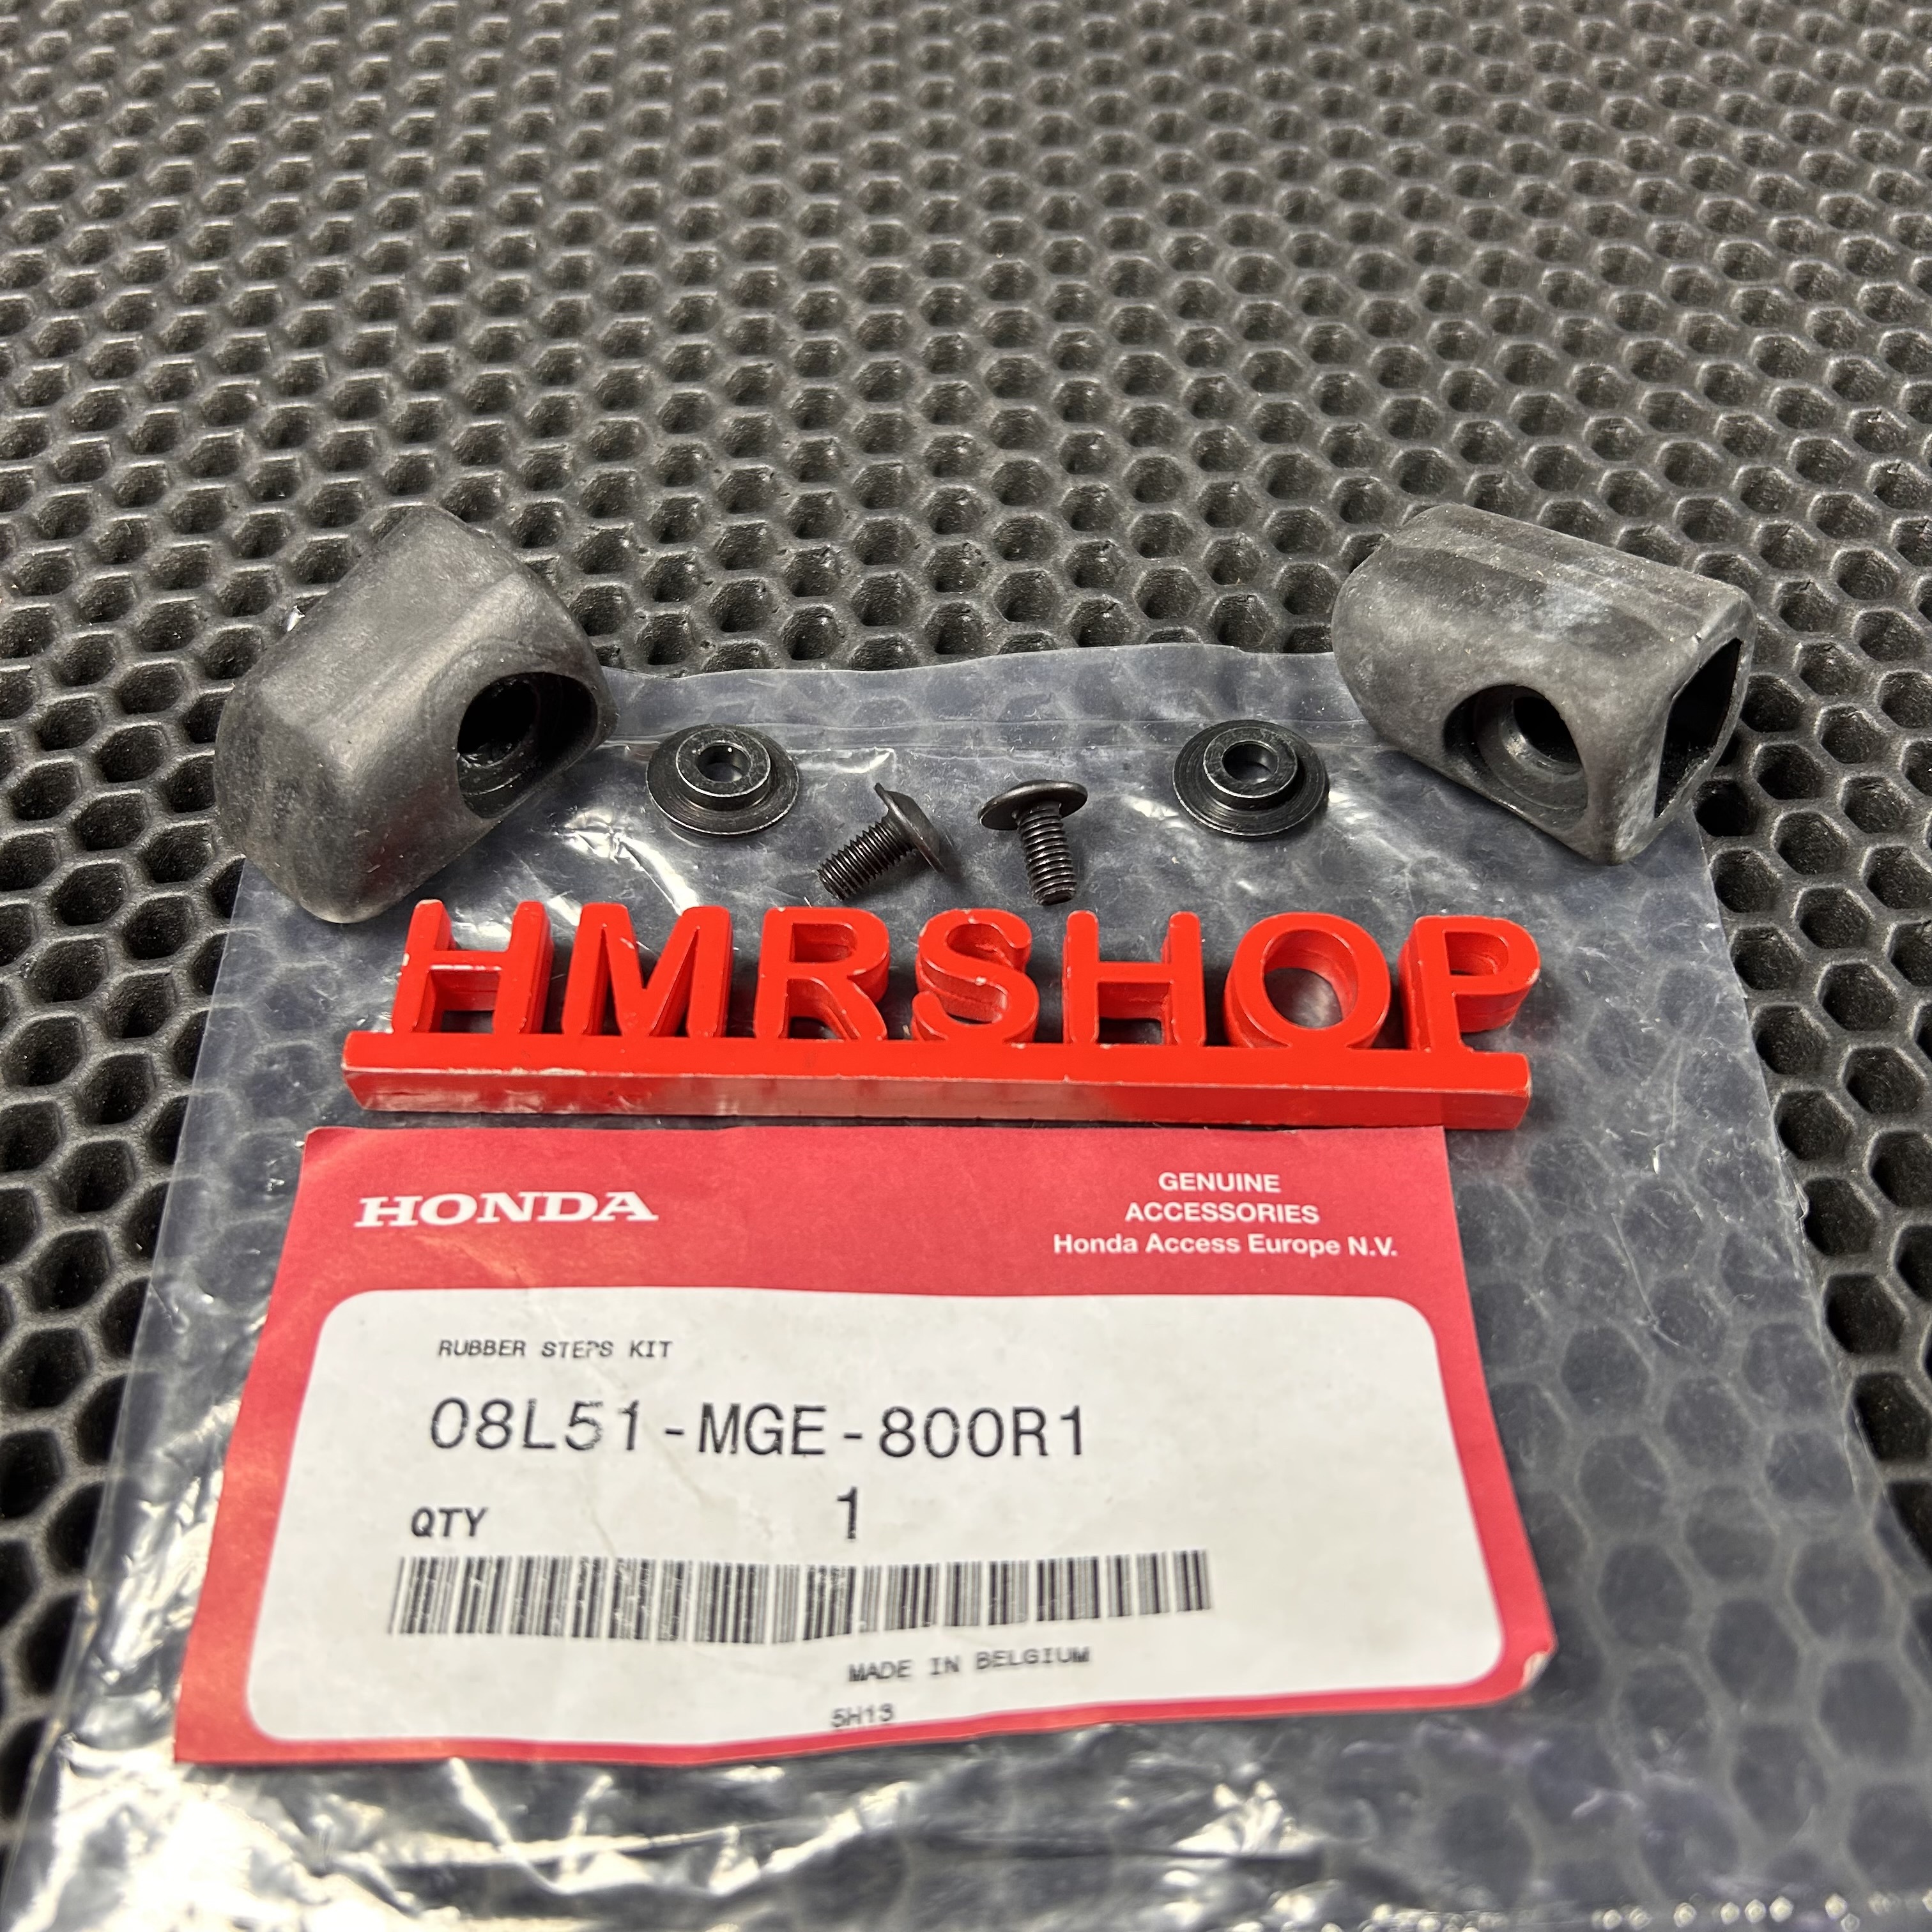 HMRSHOP
HONDA
GENUINE
ACCESSORIES
Honda Access Europe N.V.
RUBBER STEPS KIT
08L51-MGE-800R1
QTY 1
MADE IN BELGIUM
5H13